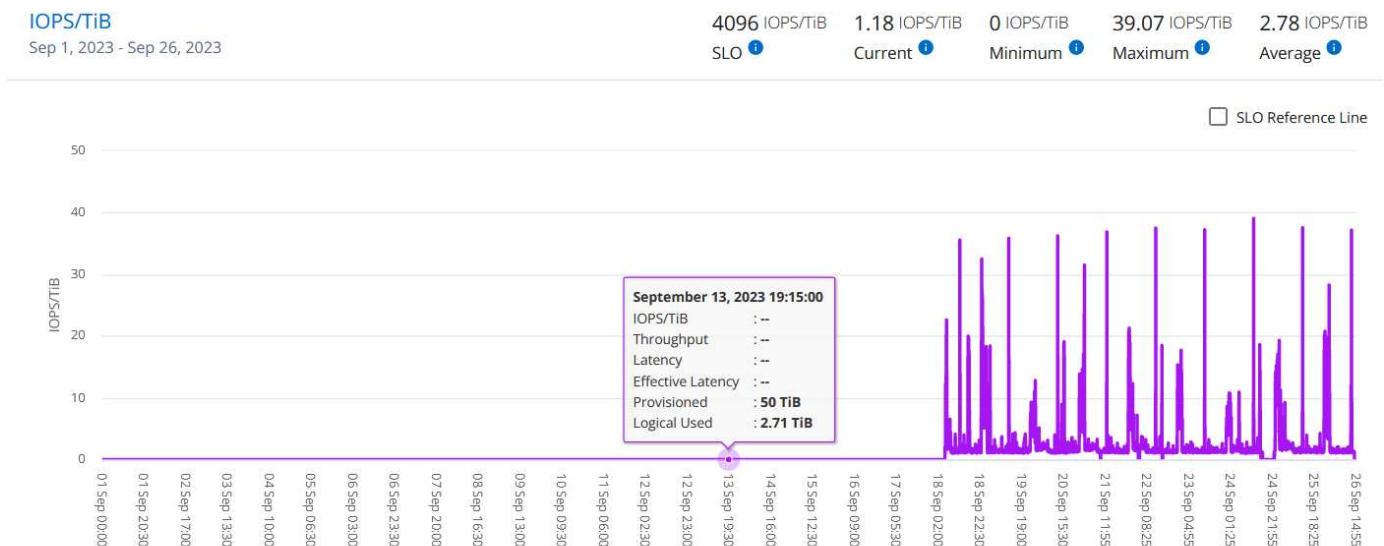 IOPS/TiB
Sep 1, 2023 - Sep 26, 2023
4096 IOPS/TiB
SLO
1.18 IOPS/TiB
Current
0 IOPS/TiB
Minimum
39.07 IOPS/TiB
Maximum
2.78 IOPS/TiB
Average
SLO Reference Line
IOPS/TiB
50
40
30
20
10
0
September 13, 2023 19:15:00
IOPS/TiB : --
Throughput : --
Latency : --
Effective Latency : --
Provisioned : 50 TiB
Logical Used : 2.71 TiB
01 Sep 00:00
01 Sep 20:30
02 Sep 17:00
03 Sep 13:30
04 Sep 10:00
05 Sep 06:30
06 Sep 03:00
06 Sep 23:30
07 Sep 20:00
08 Sep 16:30
09 Sep 13:00
10 Sep 09:30
11 Sep 06:00
12 Sep 02:30
12 Sep 23:00
13 Sep 19:30
14 Sep 16:00
15 Sep 12:30
16 Sep 09:00
17 Sep 05:30
18 Sep 02:00
18 Sep 22:30
19 Sep 19:00
20 Sep 15:30
21 Sep 11:55
22 Sep 08:25
23 Sep 04:55
24 Sep 01:25
24 Sep 21:55
25 Sep 18:25
26 Sep 14:55